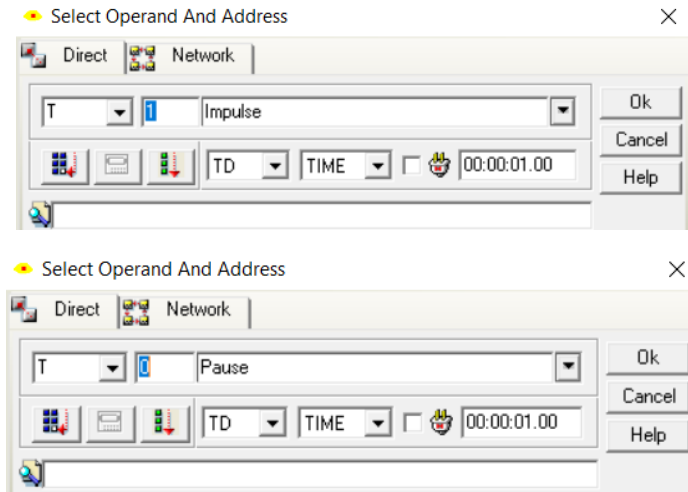 Select Operand And Address
Direct Network
T 1 Impulse Ok
Cancel
TD TIME 00:00:01.00 Help
Select Operand And Address
Direct Network
T 0 Pause Ok
Cancel
TD TIME 00:00:01.00 Help